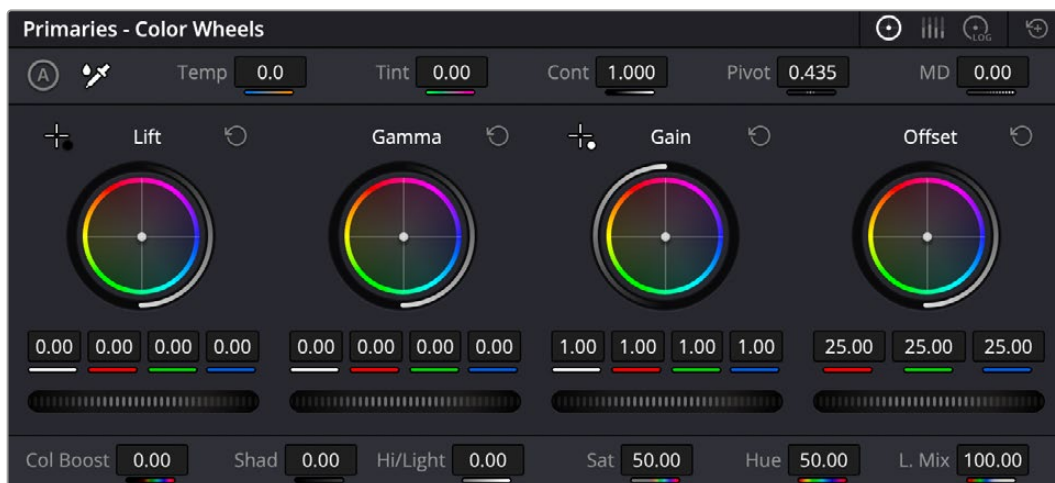 Primaries - Color Wheels
LOG
A Temp 0.0 Tint 0.00 Cont 1.000 Pivot 0.435 MD 0.00
Lift Gamma Gain Offset
0.00 0.00 0.00 0.00 0.00 0.00 0.00 0.00 1.00 1.00 1.00 1.00 25.00 25.00 25.00
Col Boost 0.00 Shad 0.00 Hi/Light 0.00 Sat 50.00 Hue 50.00 L. Mix 100.00